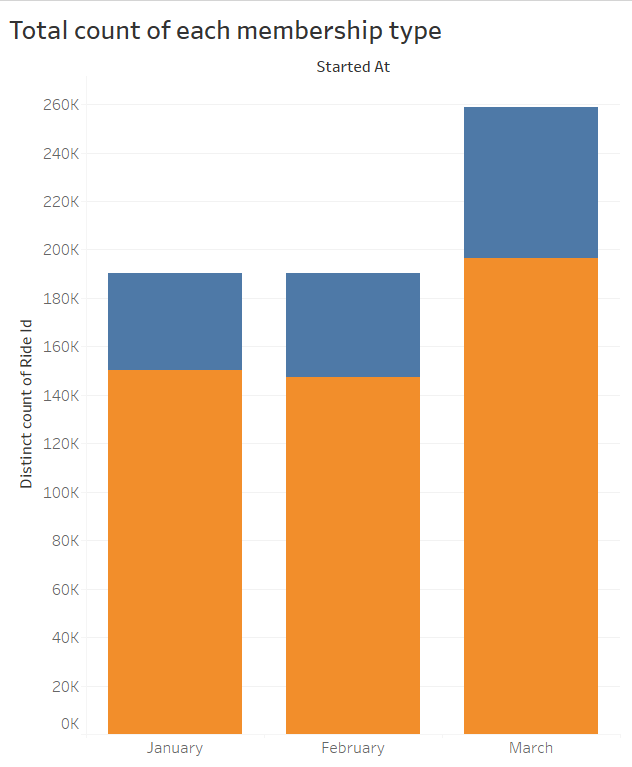 Total count of each membership type
Started At
Distinct count of Ride Id
260K
240K
220K
200K
180K
160K
140K
120K
100K
80K
60K
40K
20K
0K
January February March